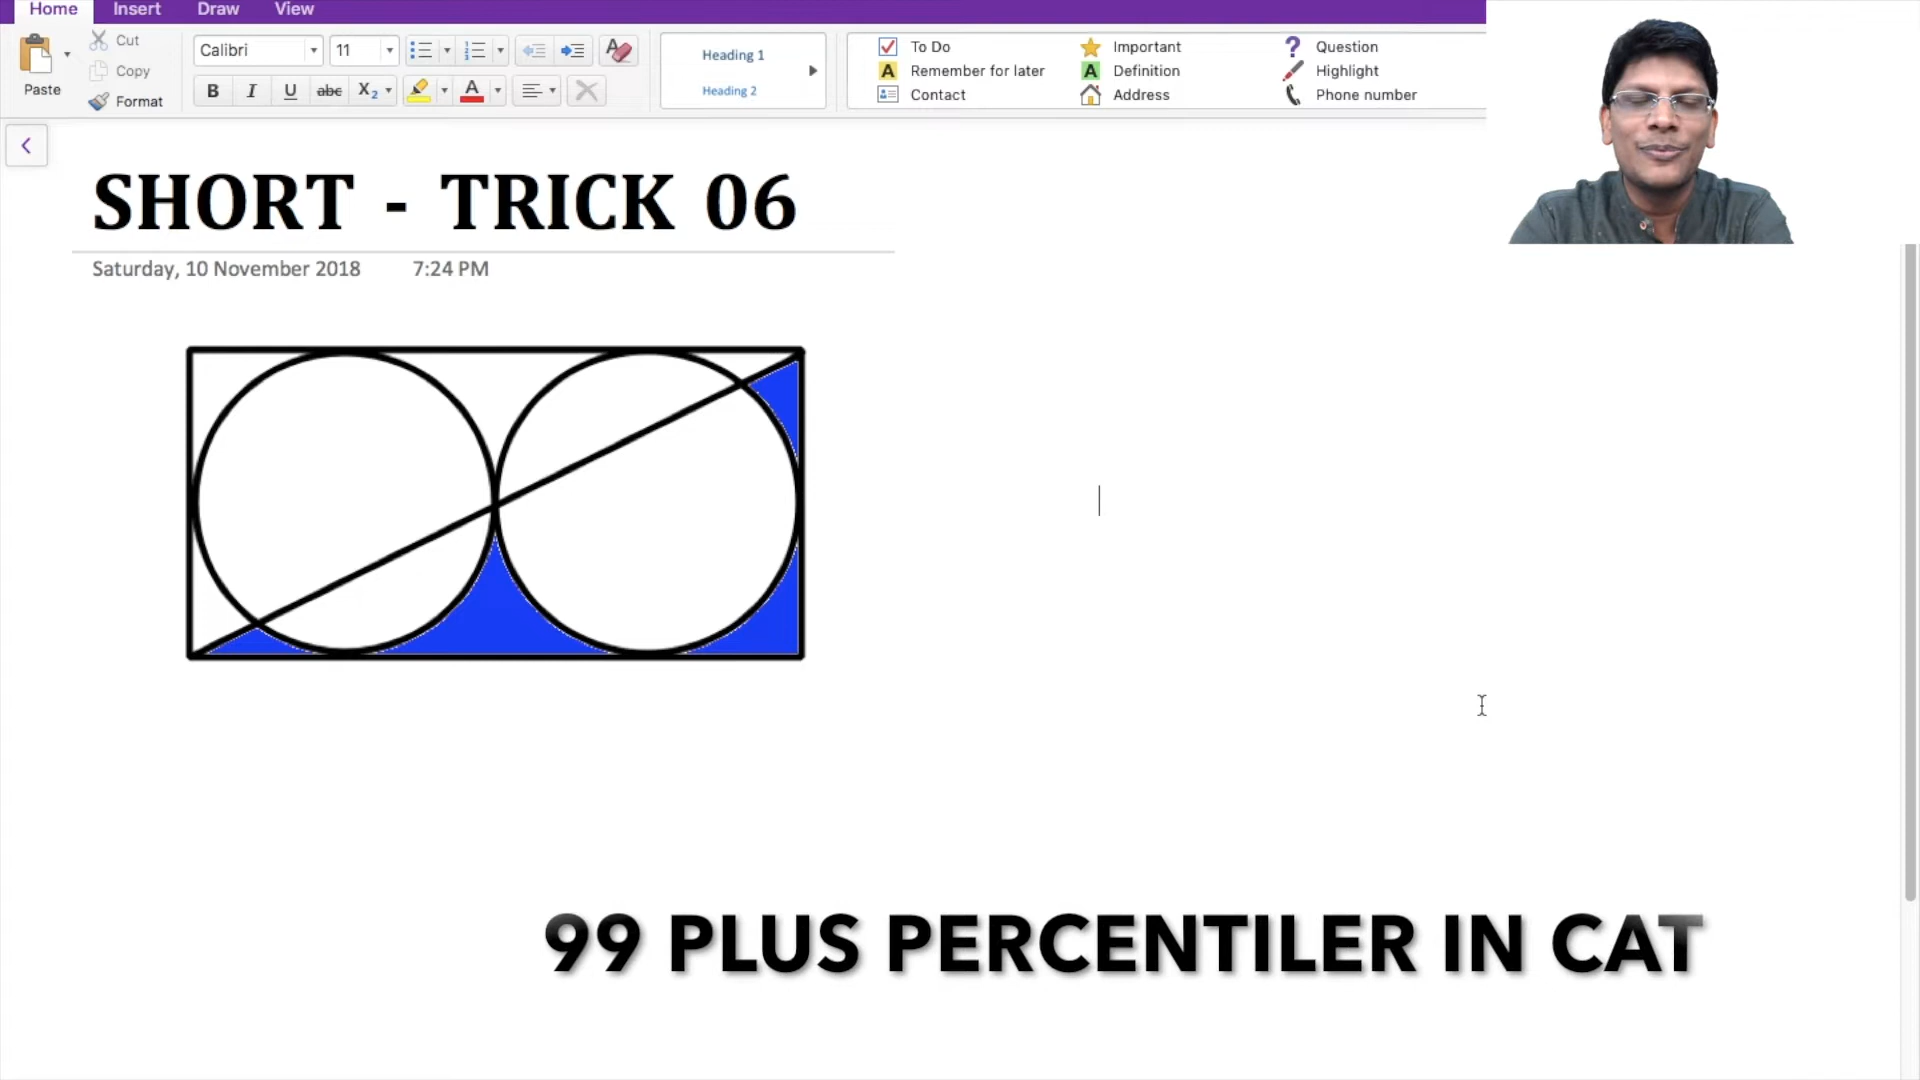 Home Insert Draw View
Paste
Cut
Copy
Format
Calibri 11
B I U abc X2 A
Heading 1
Heading 2
To Do
Remember for later
Contact
Important
Definition
Address
Question
Highlight
Phone number
SHORT - TRICK 06
Saturday, 10 November 2018 7:24 PM
99 PLUS PERCENTILER IN CAT